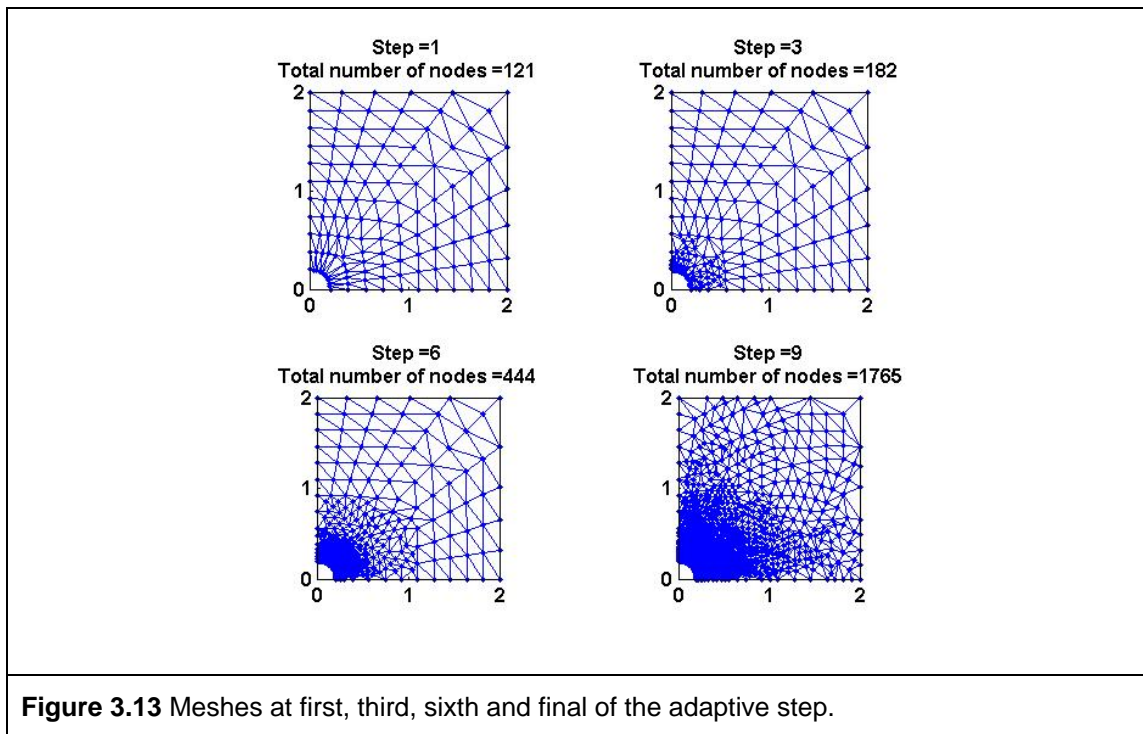 Step =1
Total number of nodes =121
2
1
0
0 1 2
Step =3
Total number of nodes =182
2
1
0
0 1 2
Step =6
Total number of nodes =444
2
1
0
0 1 2
Step =9
Total number of nodes =1765
2
1
0
0 1 2
Figure 3.13 Meshes at first, third, sixth and final of the adaptive step.